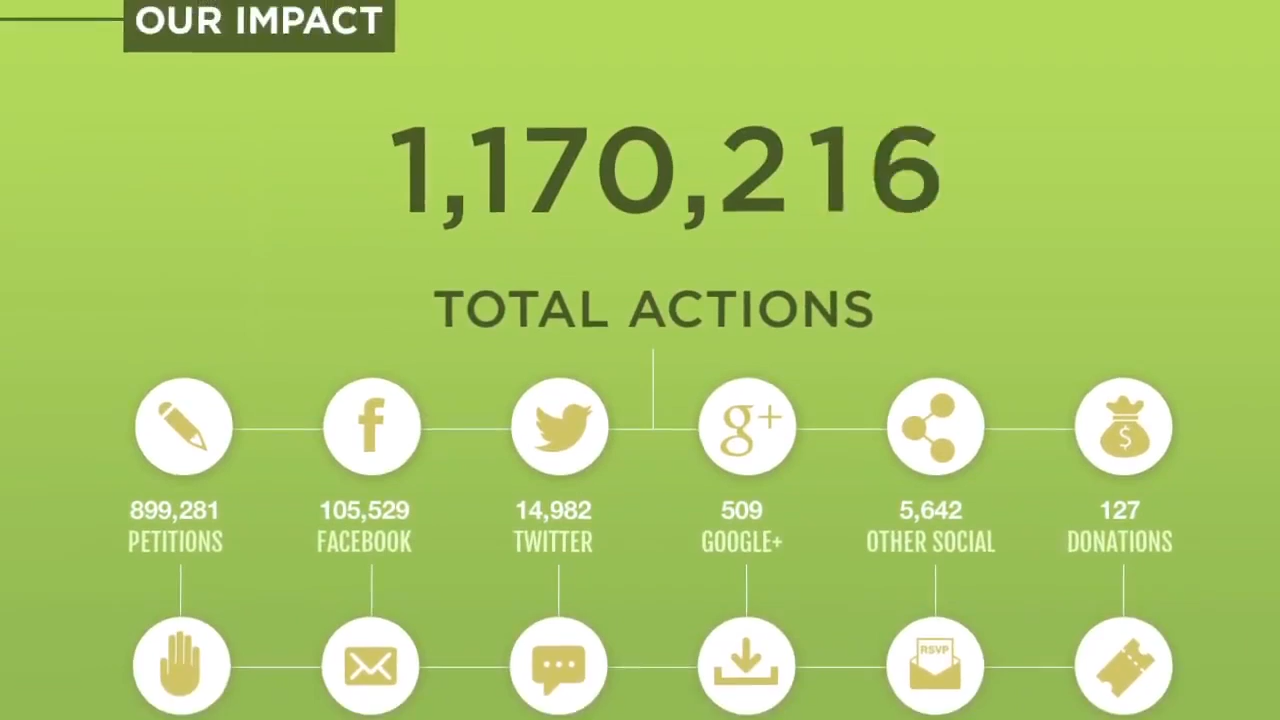 OUR IMPACT
1,170,216
TOTAL ACTIONS
f g+ $
899,281 105,529 14,982 509 5,642 127
PETITIONS FACEBOOK TWITTER GOOGLE+ OTHER SOCIAL DONATIONS
RSVP